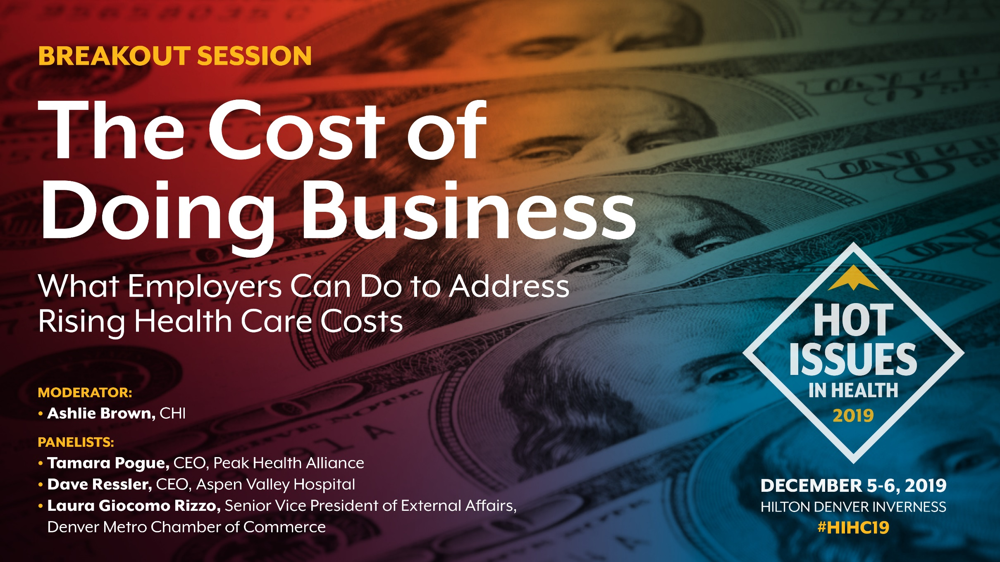 BREAKOUT SESSION
The Cost of
Doing Business
What Employers Can Do to Address
Rising Health Care Costs
MODERATOR:
• Ashlie Brown, CHI
PANELISTS:
• Tamara Pogue, CEO, Peak Health Alliance
• Dave Ressler, CEO, Aspen Valley Hospital
• Laura Giocomo Rizzo, Senior Vice President of External Affairs,
Denver Metro Chamber of Commerce
HOT
ISSUES
IN HEALTH
2019
DECEMBER 5-6, 2019
HILTON DENVER INVERNESS
#HIHC19